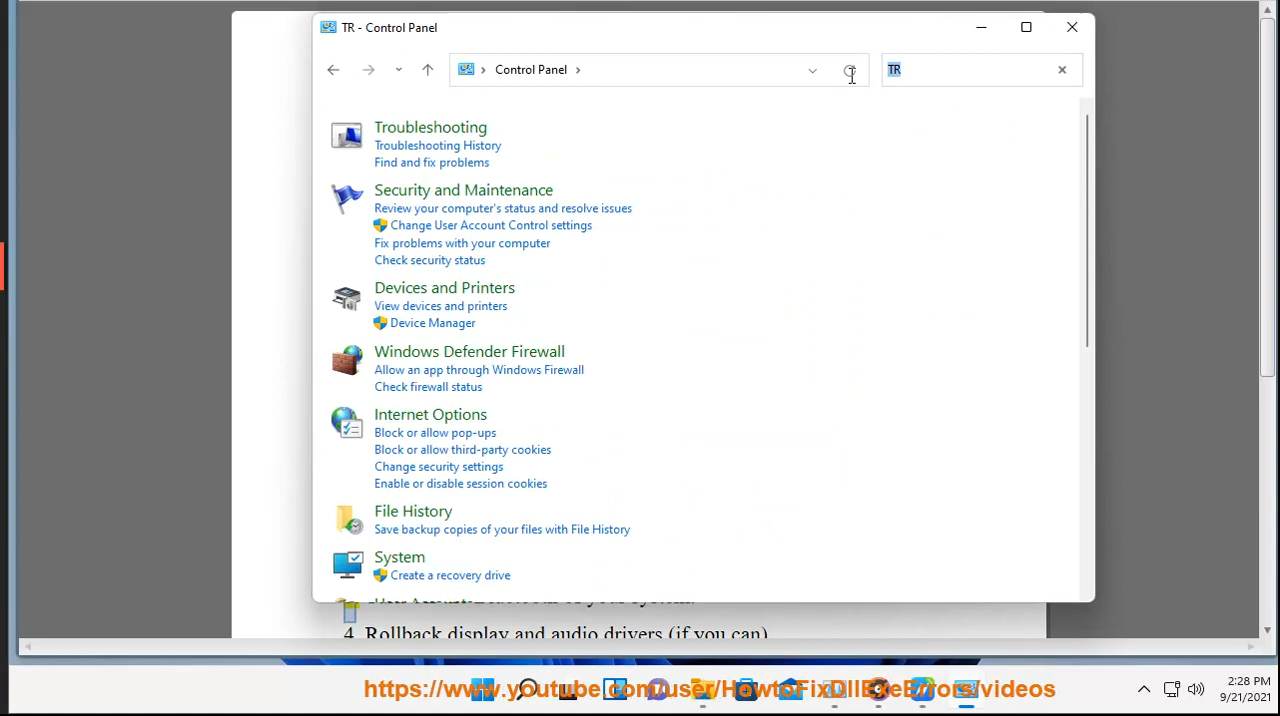 TR - Control Panel
Control Panel
TR
Troubleshooting
Troubleshooting History
Find and fix problems
Security and Maintenance
Review your computer's status and resolve issues
Change User Account Control settings
Fix problems with your computer
Check security status
Devices and Printers
View devices and printers
Device Manager
Windows Defender Firewall
Allow an app through Windows Firewall
Check firewall status
Internet Options
Block or allow pop-ups
Block or allow third-party cookies
Change security settings
Enable or disable session cookies
File History
Save backup copies of your files with File History
System
Create a recovery drive
of your system.
4. Rollback display and audio drivers (if you can)
https://www.youtube.com/user/HowtoFixDllExeErrors/videos
2:28 PM
9/21/2021